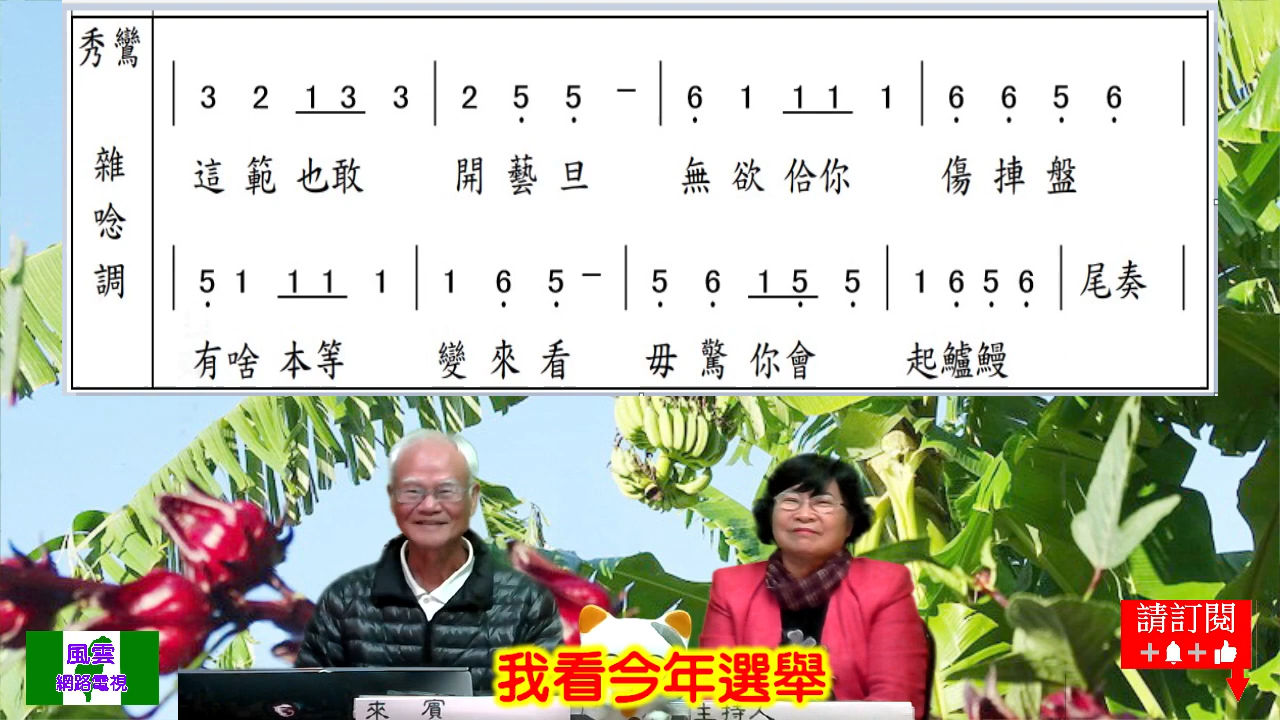 秀鸞
雜唸調
3 2 1 3 3 | 2 5 5 - | 6 1 1 1 1 | 6 6 5 6
這範也敢 開藝旦 無欲佮你 傷捙盤
5 1 1 1 1 | 1 6 5 - | 5 6 1 5 5 | 1 6 5 6 | 尾奏
有啥本等 變來看 毋驚你會 起鱸鰻
請訂閱
風雲
網路電視
我看今年選舉
來賓
主持人